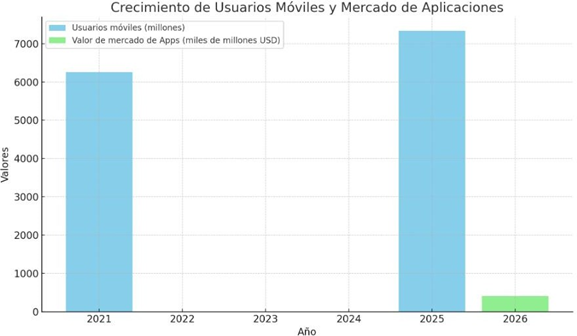 Crecimiento de Usuarios Móviles y Mercado de Aplicaciones
Usuarios móviles (millones)
Valor de mercado de Apps (miles de millones USD)
Valores
7000
6000
5000
4000
3000
2000
1000
0
2021 2022 2023 2024 2025 2026
Año